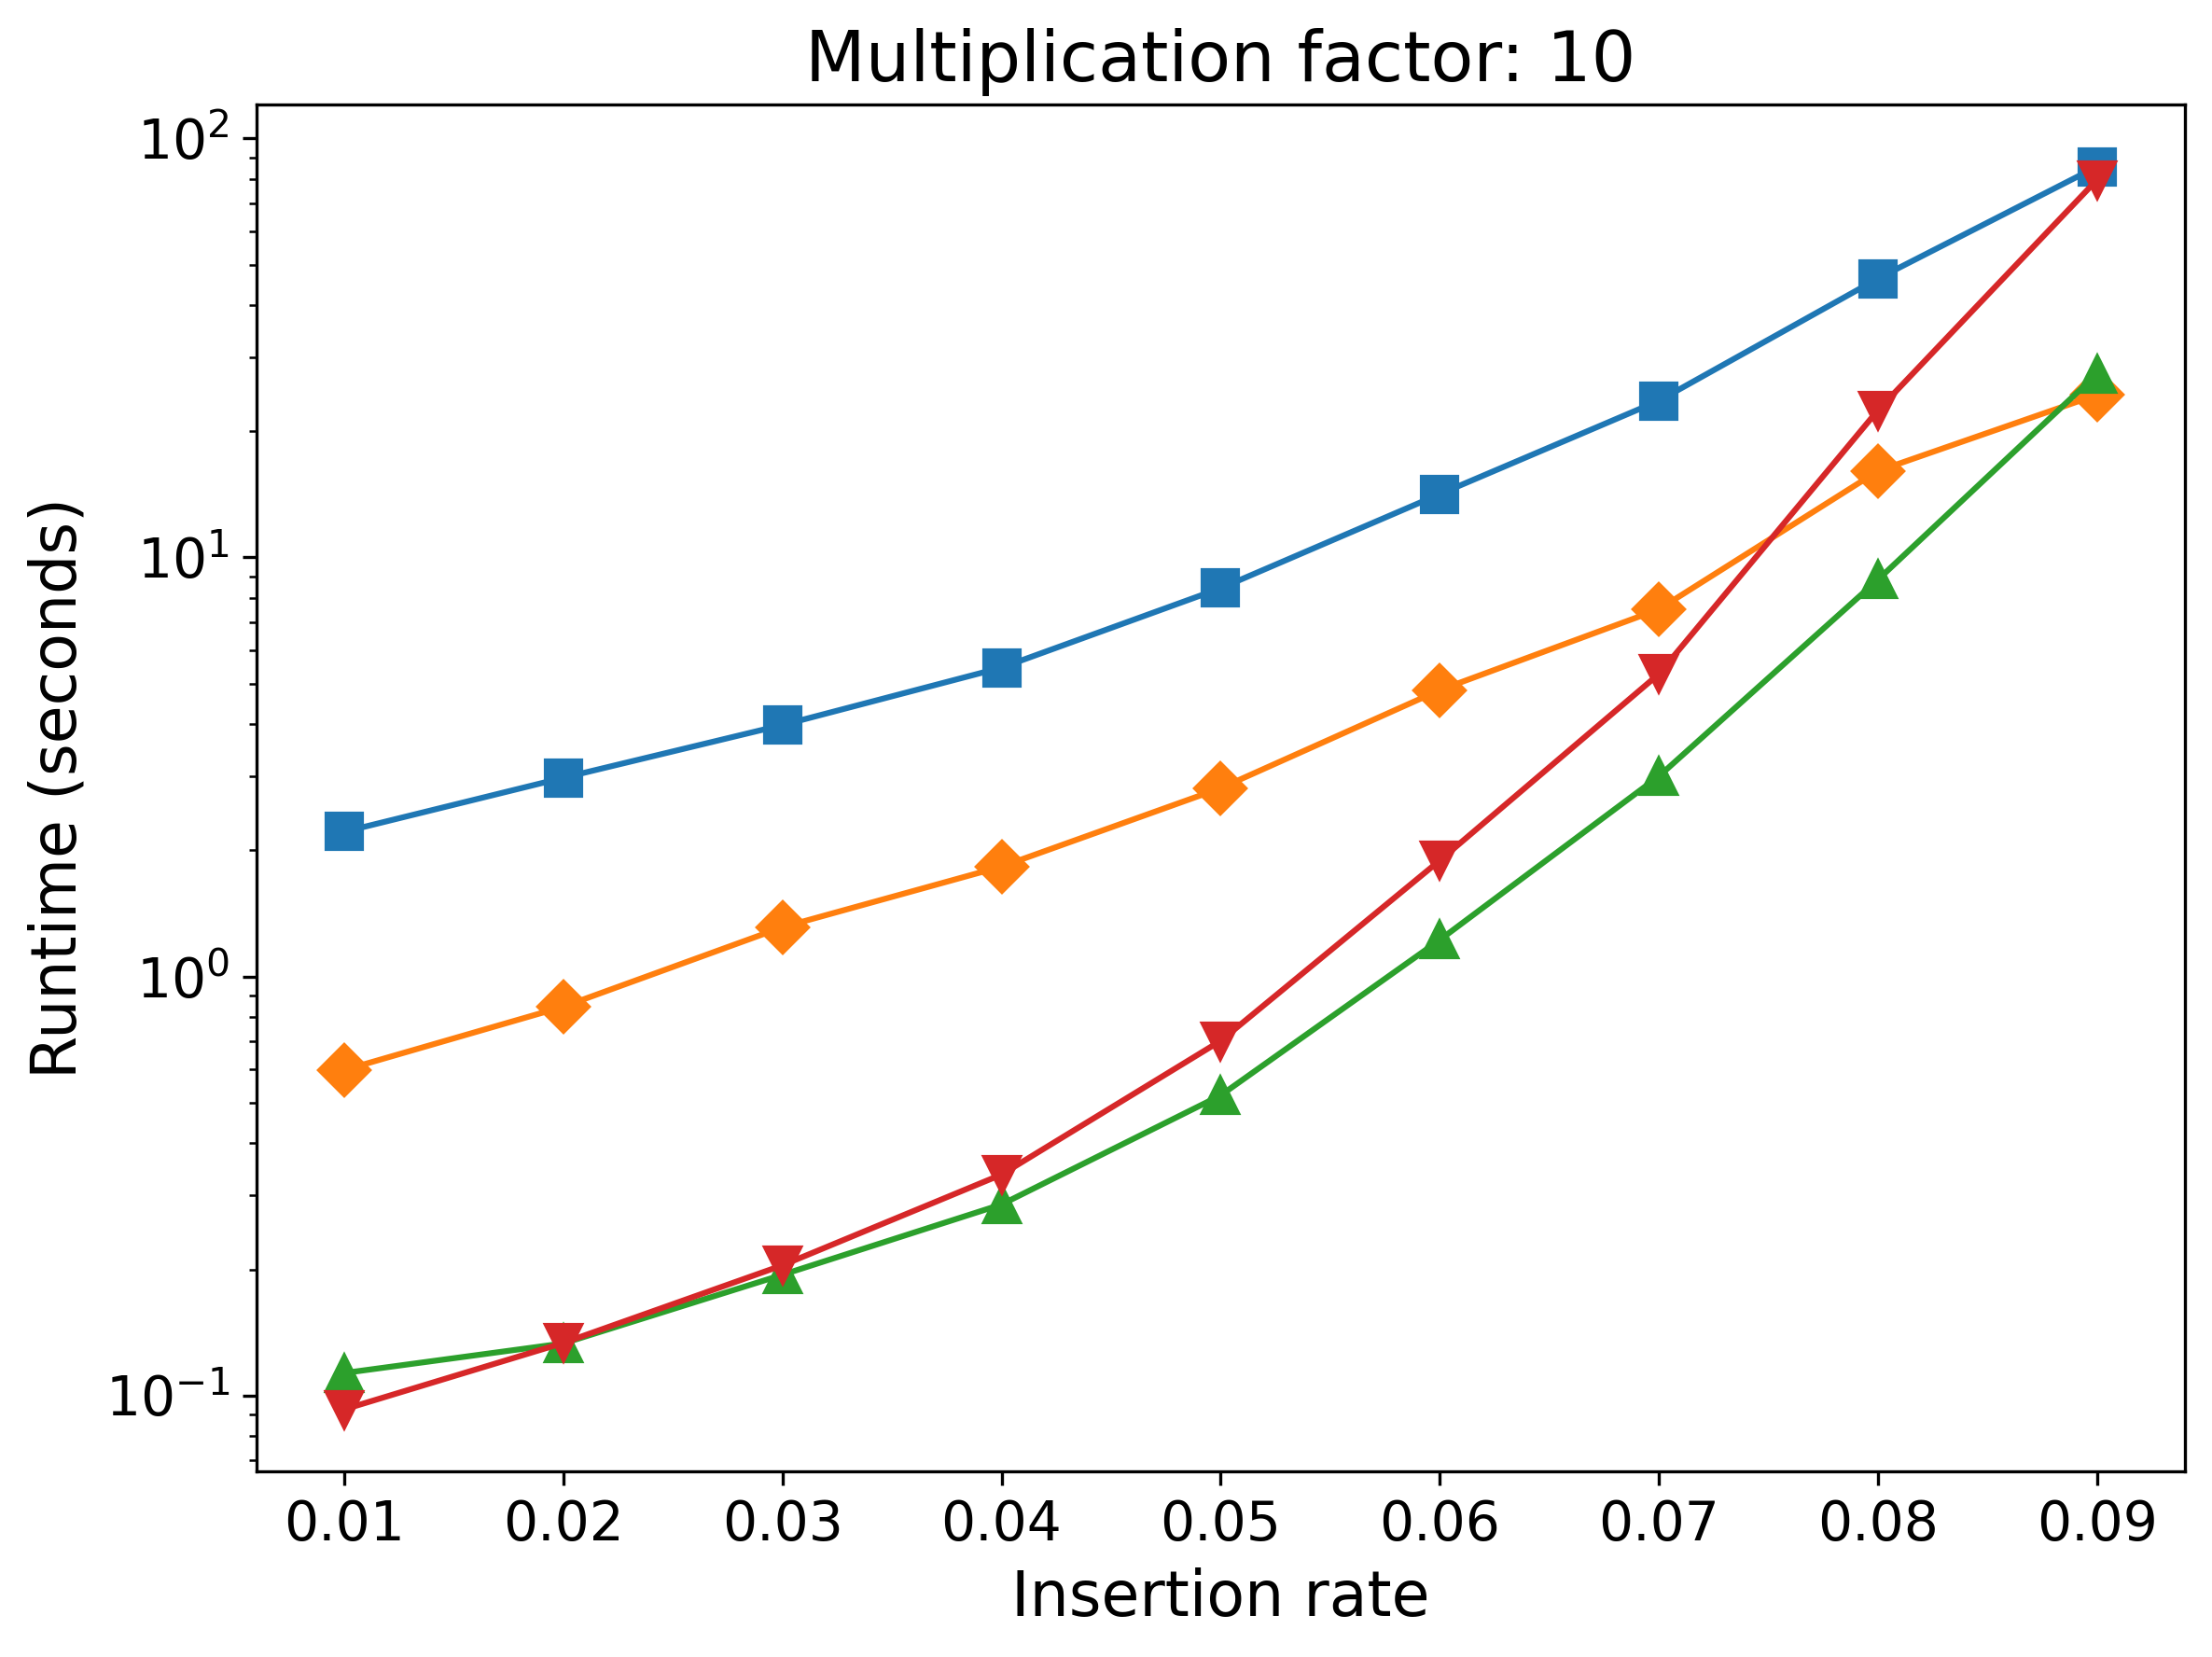 Multiplication factor: 10
Runtime (seconds)
10²
10¹
10⁰
10⁻¹
0.01 0.02 0.03 0.04 0.05 0.06 0.07 0.08 0.09
Insertion rate